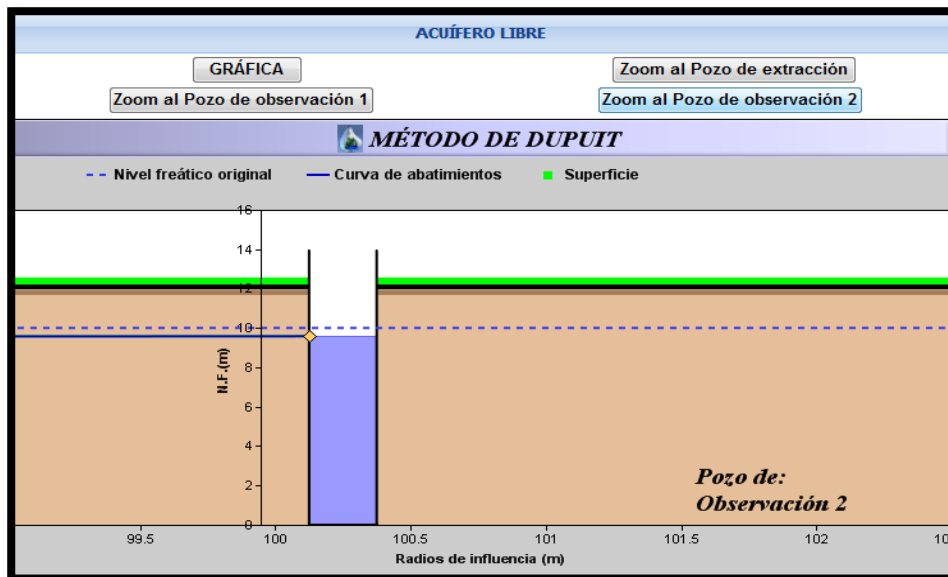 ACUÍFERO LIBRE
GRÁFICA
Zoom al Pozo de extracción
Zoom al Pozo de observación 1
Zoom al Pozo de observación 2
MÉTODO DE DUPUIT
Nivel freático original
Curva de abatimientos
Superficie
16
14
12
10
8
6
4
2
0
N.F.(m)
Pozo de:
Observación 2
99.5
100
100.5
101
101.5
102
Radios de influencia (m)